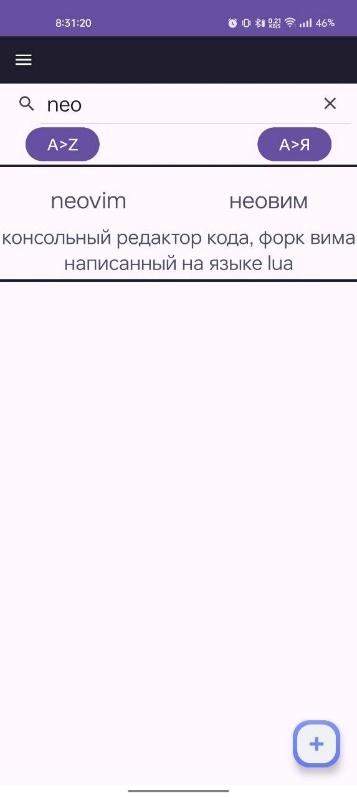 8:31:20 46%
neo
A>Z A>Я
neovim неовим
консольный редактор кода, форк вима
написанный на языке lua